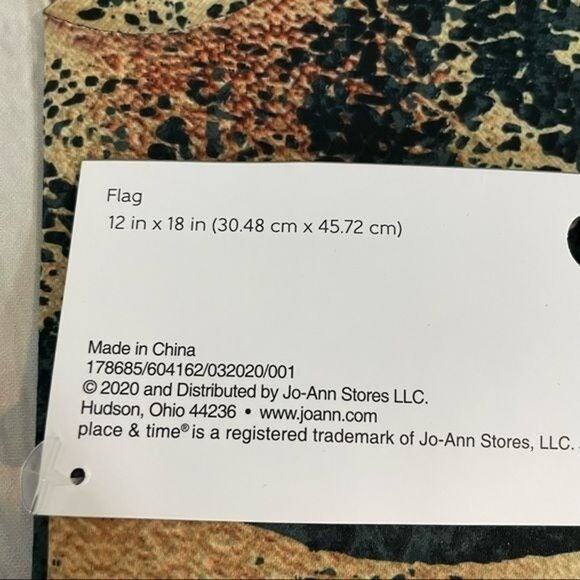 Flag
12 in x 18 in (30.48 cm x 45.72 cm)
Made in China
178685/604162/032020/001
© 2020 and Distributed by Jo-Ann Stores LLC.
Hudson, Ohio 44236 • www.joann.com
place & time® is a registered trademark of Jo-Ann Stores, LLC.